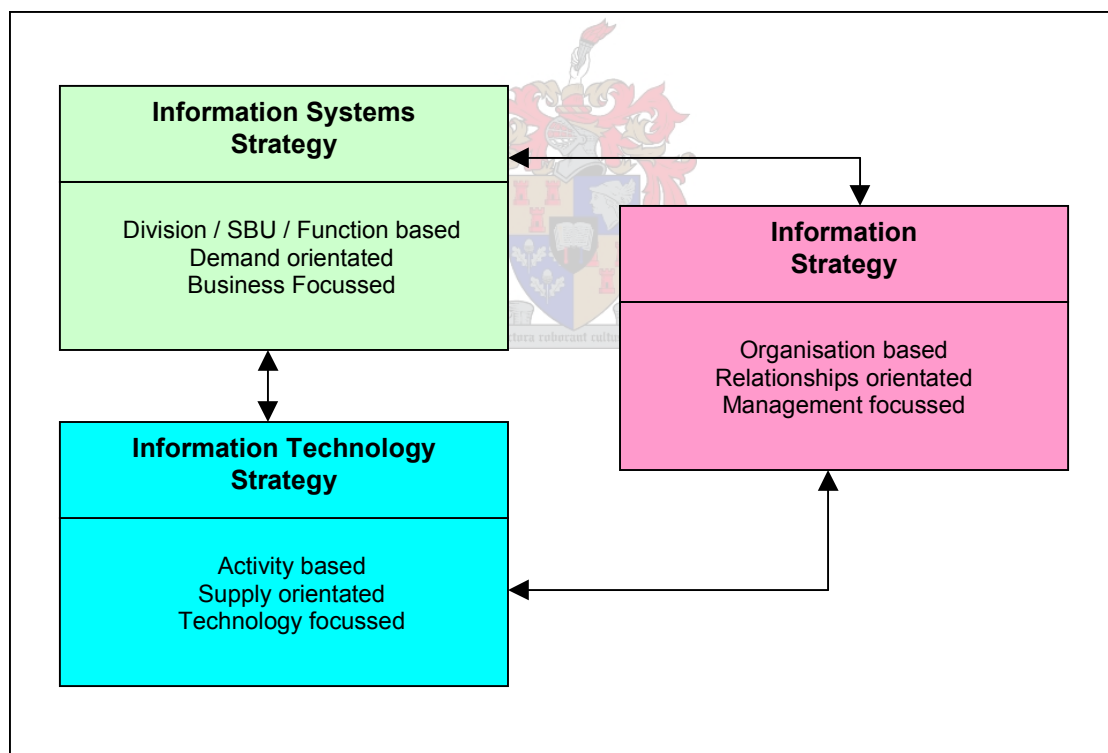 Information Systems
Strategy
Division / SBU / Function based
Demand orientated
Business Focussed
Information
Strategy
Organisation based
Relationships orientated
Management focussed
roborant
Information Technology
Strategy
Activity based
Supply orientated
Technology focussed